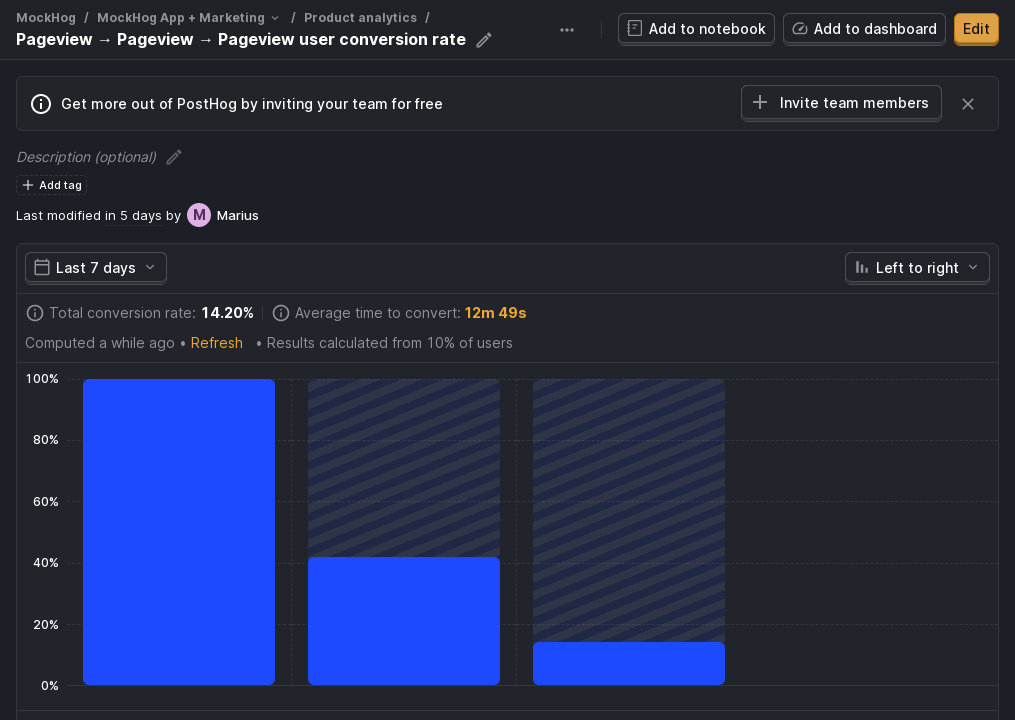 MockHog / MockHog App + Marketing / Product analytics /
Pageview → Pageview → Pageview user conversion rate
Add to notebook
Add to dashboard
Edit
Get more out of PostHog by inviting your team for free
Invite team members
Description (optional)
Add tag
Last modified in 5 days by M Marius
Last 7 days
Left to right
Total conversion rate: 14.20%
Average time to convert: 12m 49s
Computed a while ago • Refresh • Results calculated from 10% of users
100%
80%
60%
40%
20%
0%